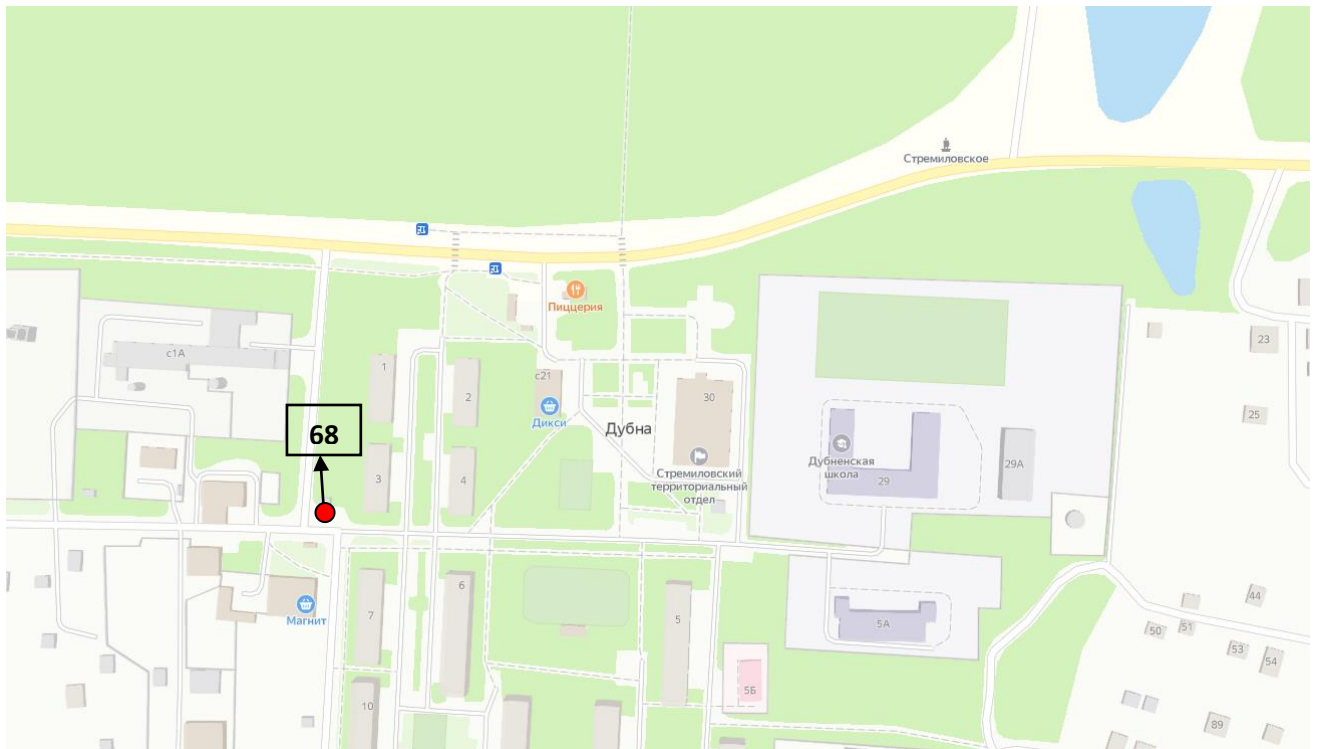 Стремиловское
Пиццерия
с1А
1
2
с21
Дикси
30
Дубна
23
25
68
3
4
Стремиловский
территориальный
отдел
Дубненская
школа
29
29А
Магнит
7
6
5
5А
5Б
10
44
50
51
53
54
89